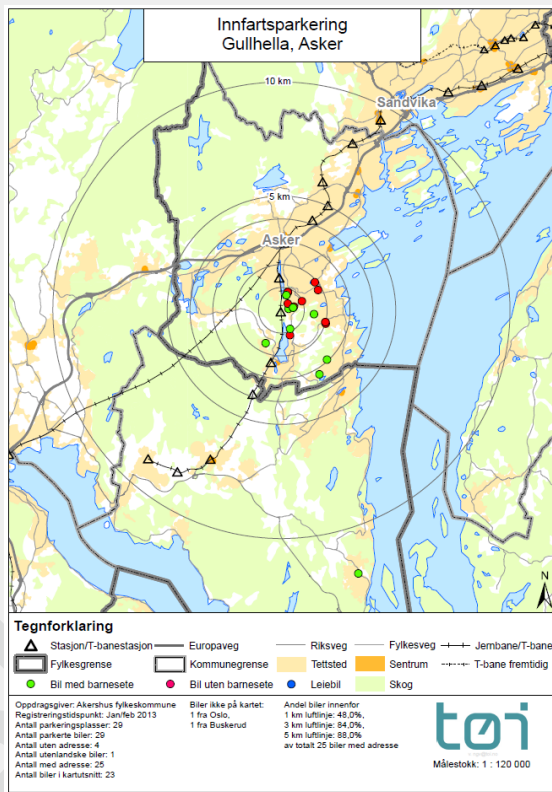 Innfartsparkering
Gullhella, Asker
10 km
Sandvika
5 km
Asker
N
Tegnforklaring
Stasjon/T-banestasjon
Europaveg
Riksveg
Fylkesveg
Jernbane/T-bane
Fylkesgrense
Kommunegrense
Tettsted
Sentrum
T-bane fremtidig
Bil med barnesete
Bil uten barnesete
Leiebil
Skog
Oppdragsgiver: Akershus fylkeskommune
Registreringstidspunkt: Jan/feb 2013
Antall parkeringsplasser: 29
Antall parkerte biler: 29
Antall uten adresse: 4
Antall utenlandske biler: 1
Antall med adresse: 25
Antall biler i kartutsnitt: 23
Biler ikke på kartet:
1 fra Oslo,
1 fra Buskerud
Andel biler innenfor
1 km luftlinje: 48,0%,
3 km luftlinje: 84,0%,
5 km luftlinje: 88,0%
av totalt 25 biler med adresse
tøi
Målestokk: 1 : 120 000